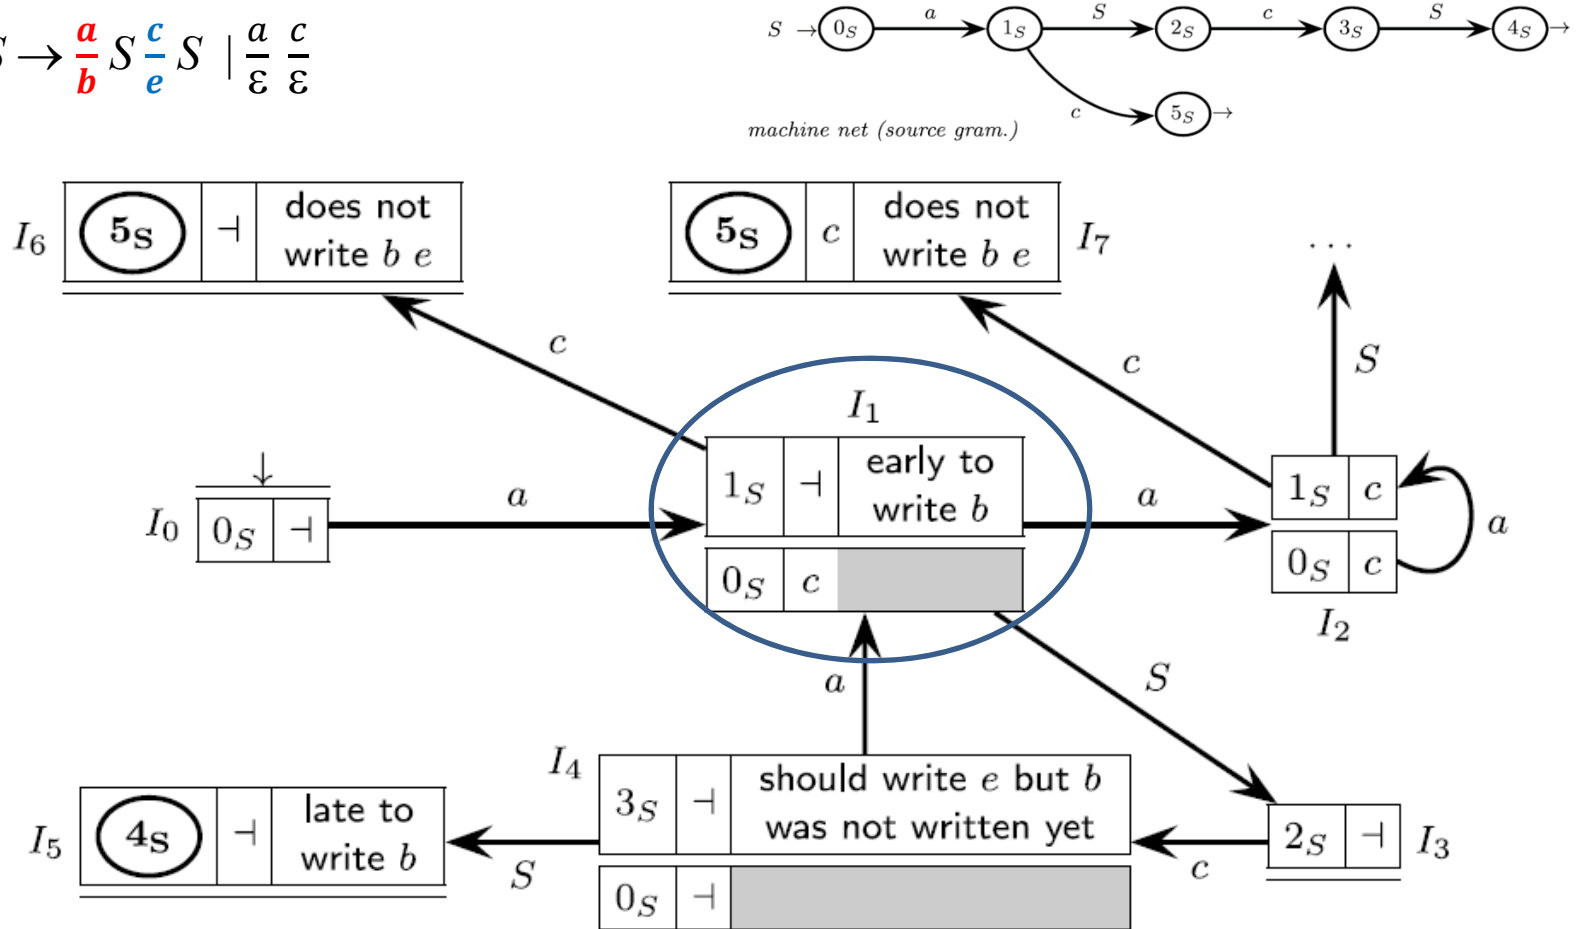 S → a/b S c/e S | a/ε c/ε
S → 0S a 1S S 2S c 3S S 4S →
c 5S →
machine net (source gram.)
I6 5S ⊣ does not
write b e
5S c does not
write b e I7
...
c
c
S
I1
I0 0S ⊣
a
1S ⊣ early to
write b
0S c
a
1S c
0S c
a
I2
a
S
I4 3S ⊣ should write e but b
was not written yet
0S ⊣
I5 4S ⊣ late to
write b
S
c
2S ⊣ I3